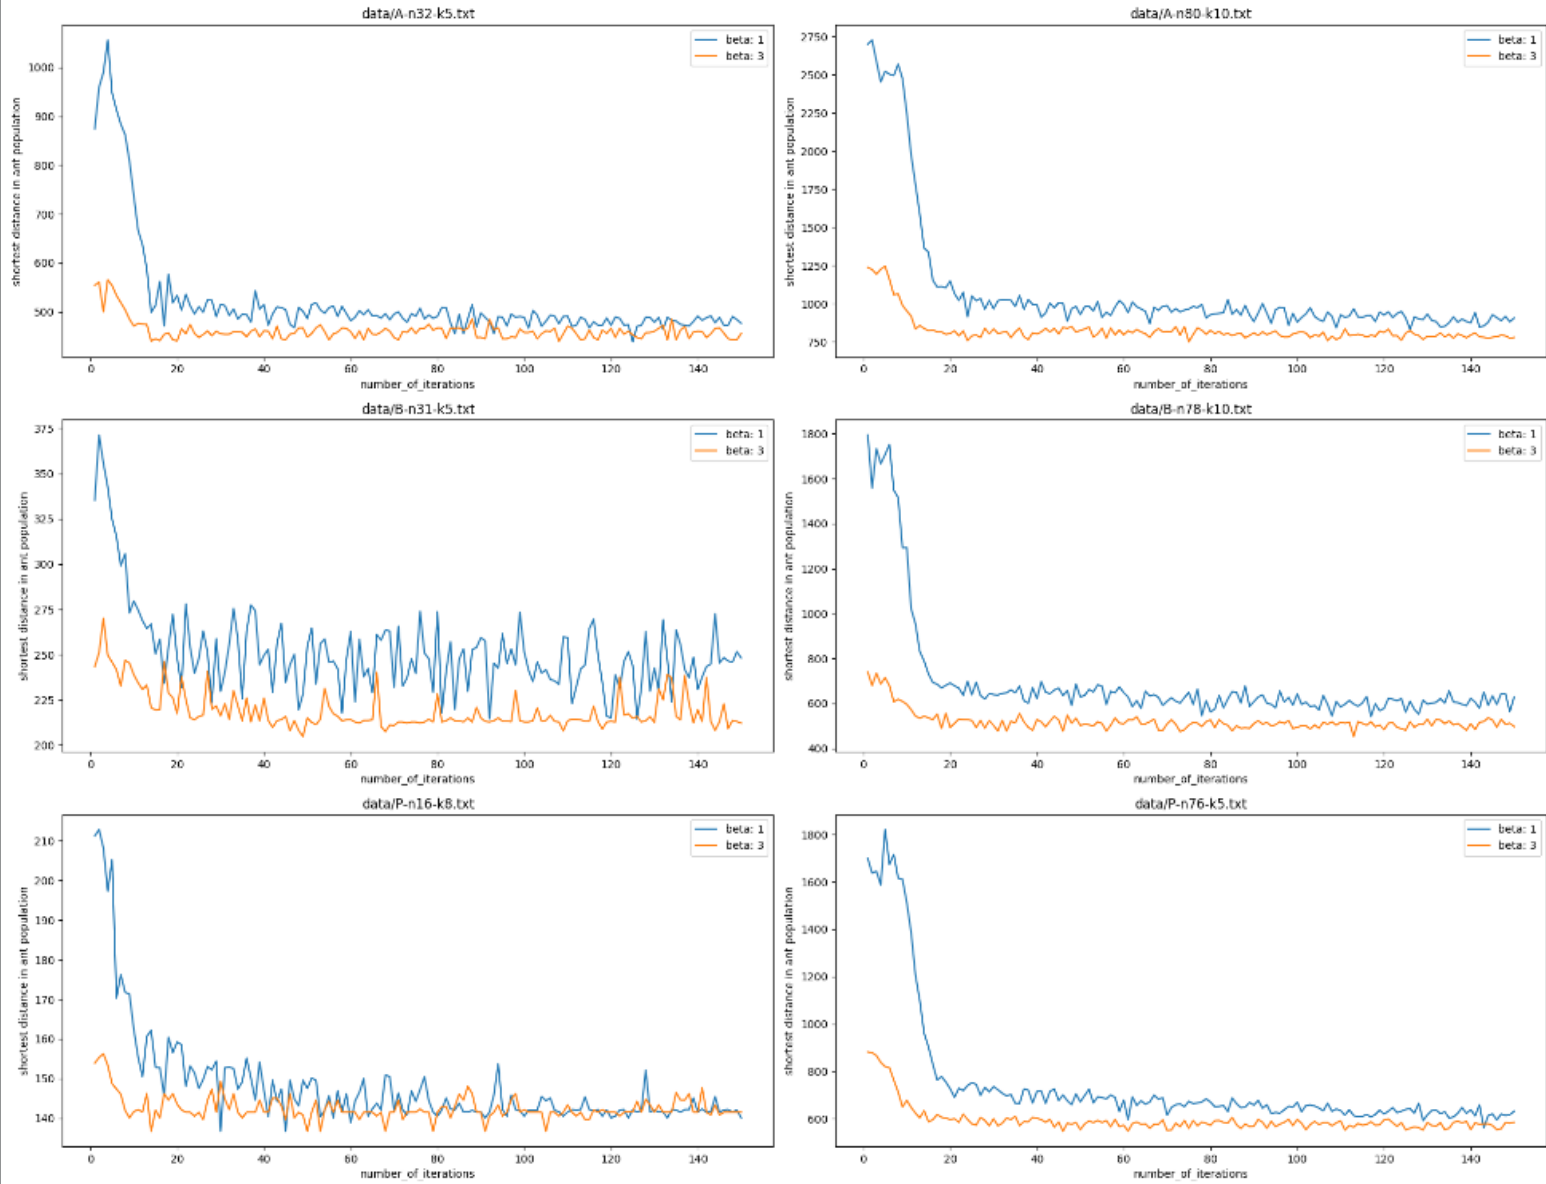 data/A-n32-k5.txt
beta: 1
beta: 3
1000
900
800
700
600
500
shortest distance in ant population
0 20 40 60 80 100 120 140
number_of_iterations
data/A-n80-k10.txt
beta: 1
beta: 3
2750
2500
2250
2000
1750
1500
1250
1000
750
shortest distance in ant population
0 20 40 60 80 100 120 140
number_of_iterations
data/B-n31-k5.txt
beta: 1
beta: 3
375
350
325
300
275
250
225
200
shortest distance in ant population
0 20 40 60 80 100 120 140
number_of_iterations
data/B-n78-k10.txt
beta: 1
beta: 3
1800
1600
1400
1200
1000
800
600
400
shortest distance in ant population
0 20 40 60 80 100 120 140
number_of_iterations
data/P-n16-k8.txt
beta: 1
beta: 3
210
200
190
180
170
160
150
140
shortest distance in ant population
0 20 40 60 80 100 120 140
number_of_iterations
data/P-n76-k5.txt
beta: 1
beta: 3
1800
1600
1400
1200
1000
800
600
shortest distance in ant population
0 20 40 60 80 100 120 140
number_of_iterations